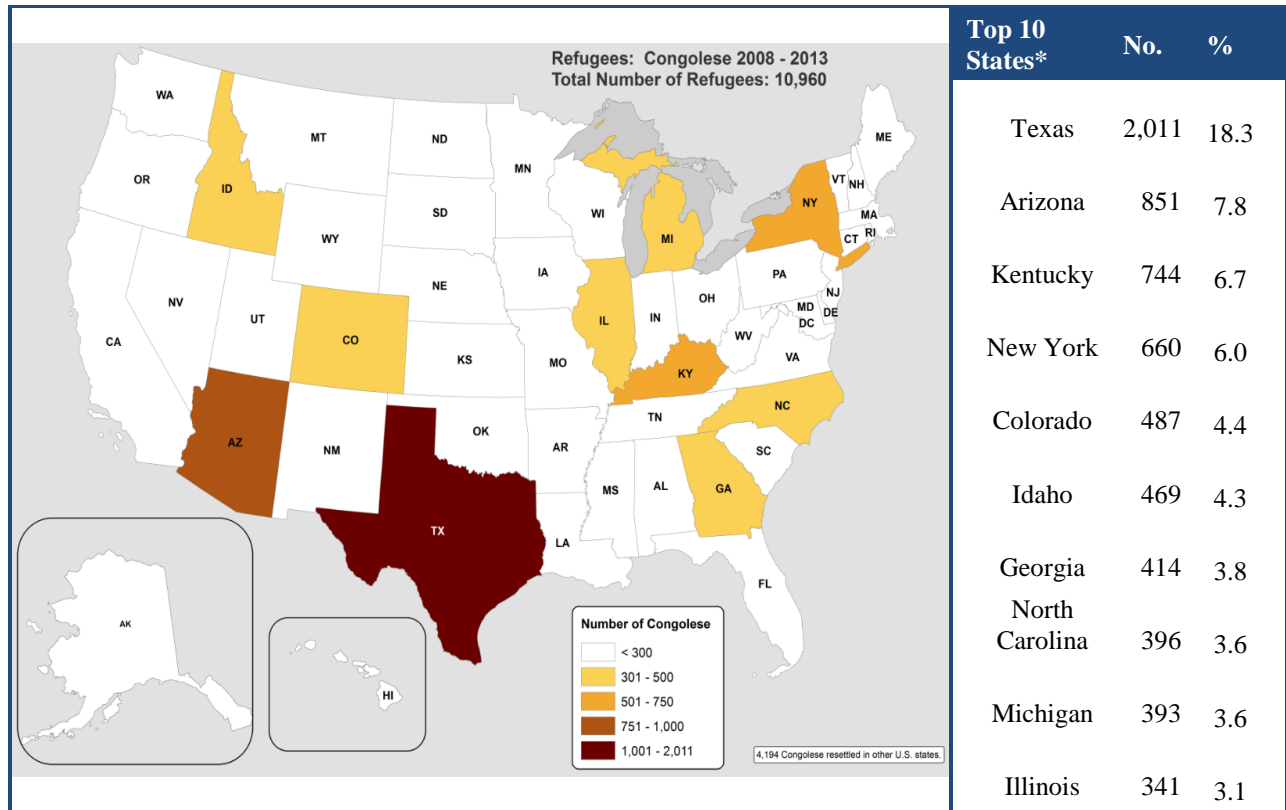 Refugees: Congolese 2008 - 2013
Total Number of Refugees: 10,960
WA
MT
ND
MN
ME
OR
ID
SD
WI
MI
NY
VT
NH
MA
CT
RI
WY
IA
PA
NJ
NE
OH
MD
DE
DC
NV
UT
CO
IL
IN
WV
VA
CA
KS
MO
KY
NC
TN
AZ
NM
OK
AR
SC
MS
AL
GA
TX
LA
FL
AK
HI
Number of Congolese
< 300
301 - 500
501 - 750
751 - 1,000
1,001 - 2,011
4,194 Congolese resettled in other U.S. states.
Top 10 No. %
States*
Texas 2,011 18.3
Arizona 851 7.8
Kentucky 744 6.7
New York 660 6.0
Colorado 487 4.4
Idaho 469 4.3
Georgia 414 3.8
North
Carolina 396 3.6
Michigan 393 3.6
Illinois 341 3.1